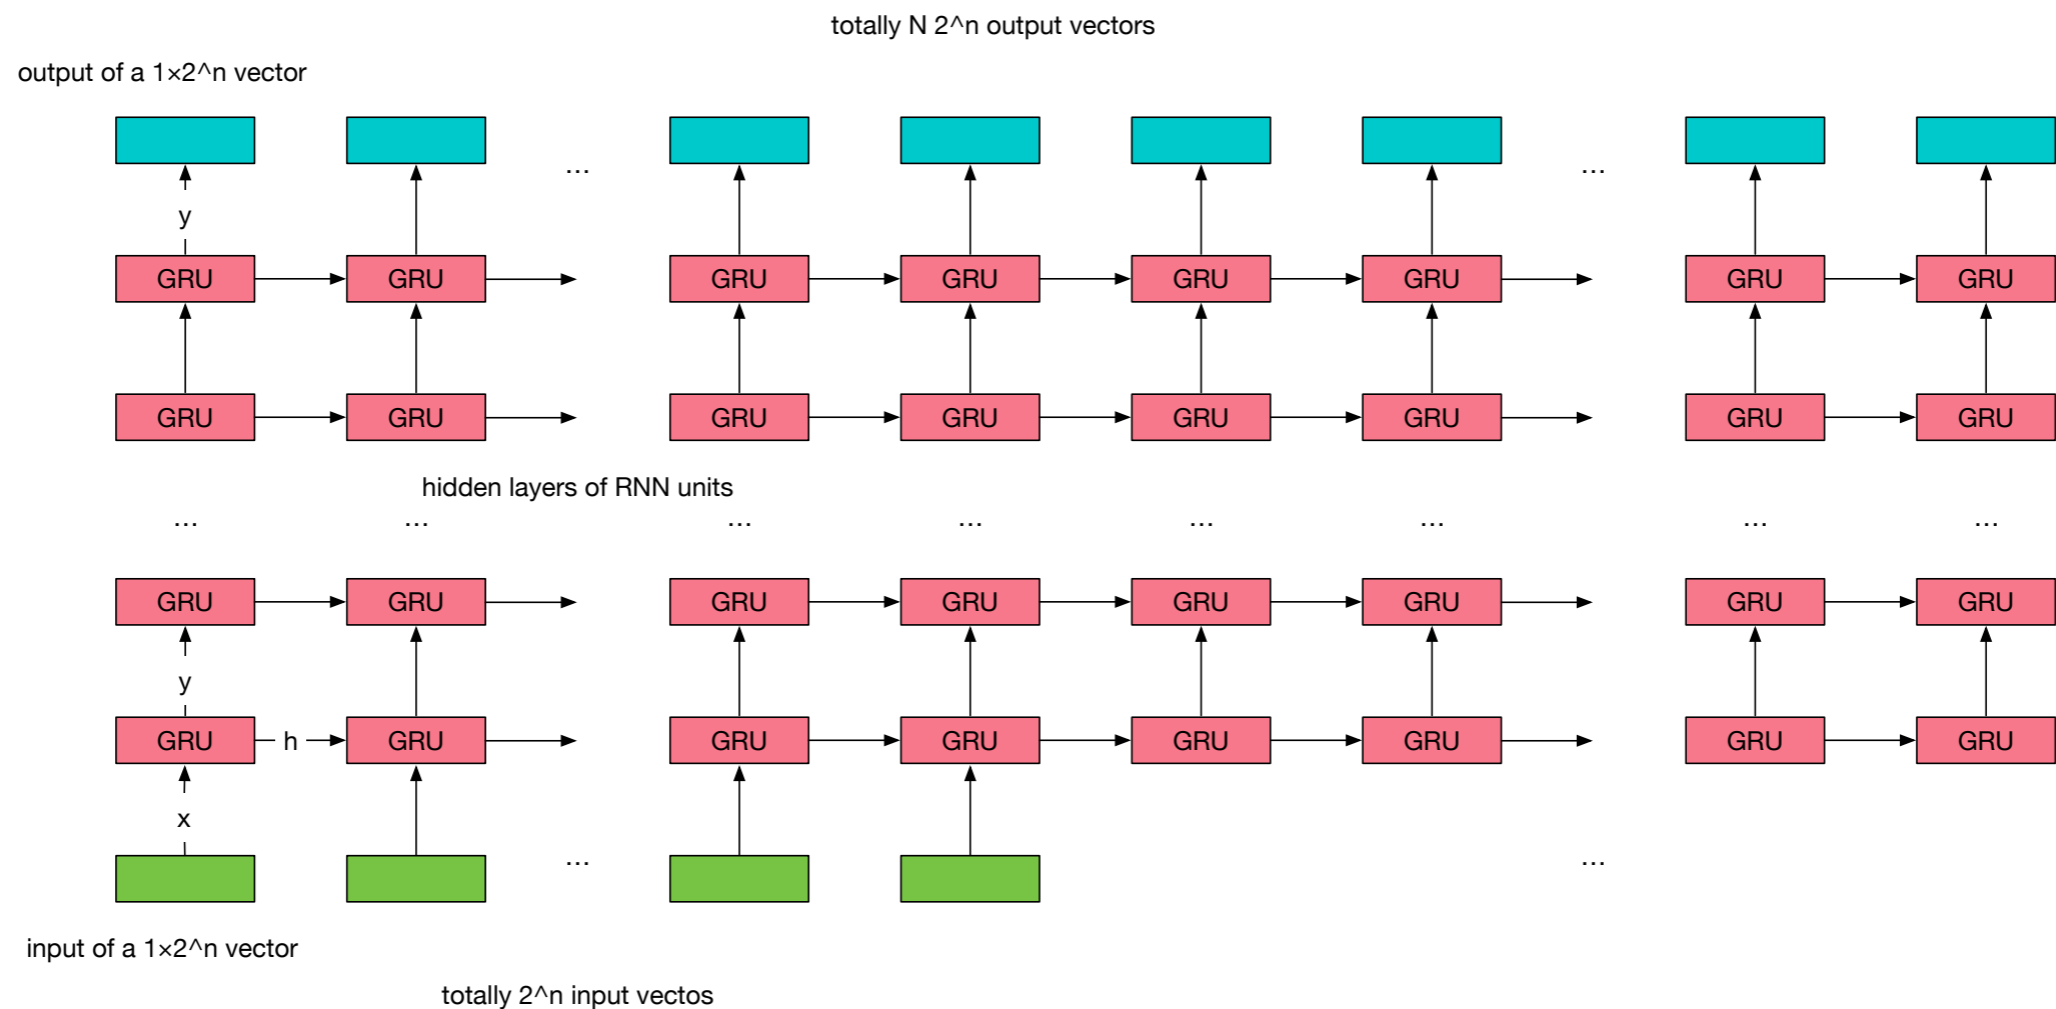 totally N 2^n output vectors
output of a 1×2^n vector
... ...
y
GRU GRU GRU GRU GRU GRU GRU GRU
GRU GRU GRU GRU GRU GRU GRU GRU
hidden layers of RNN units
... ... ... ... ... ... ... ...
GRU GRU GRU GRU GRU GRU GRU GRU
y
GRU h GRU GRU GRU GRU GRU GRU GRU
x
... ...
input of a 1×2^n vector
totally 2^n input vectos